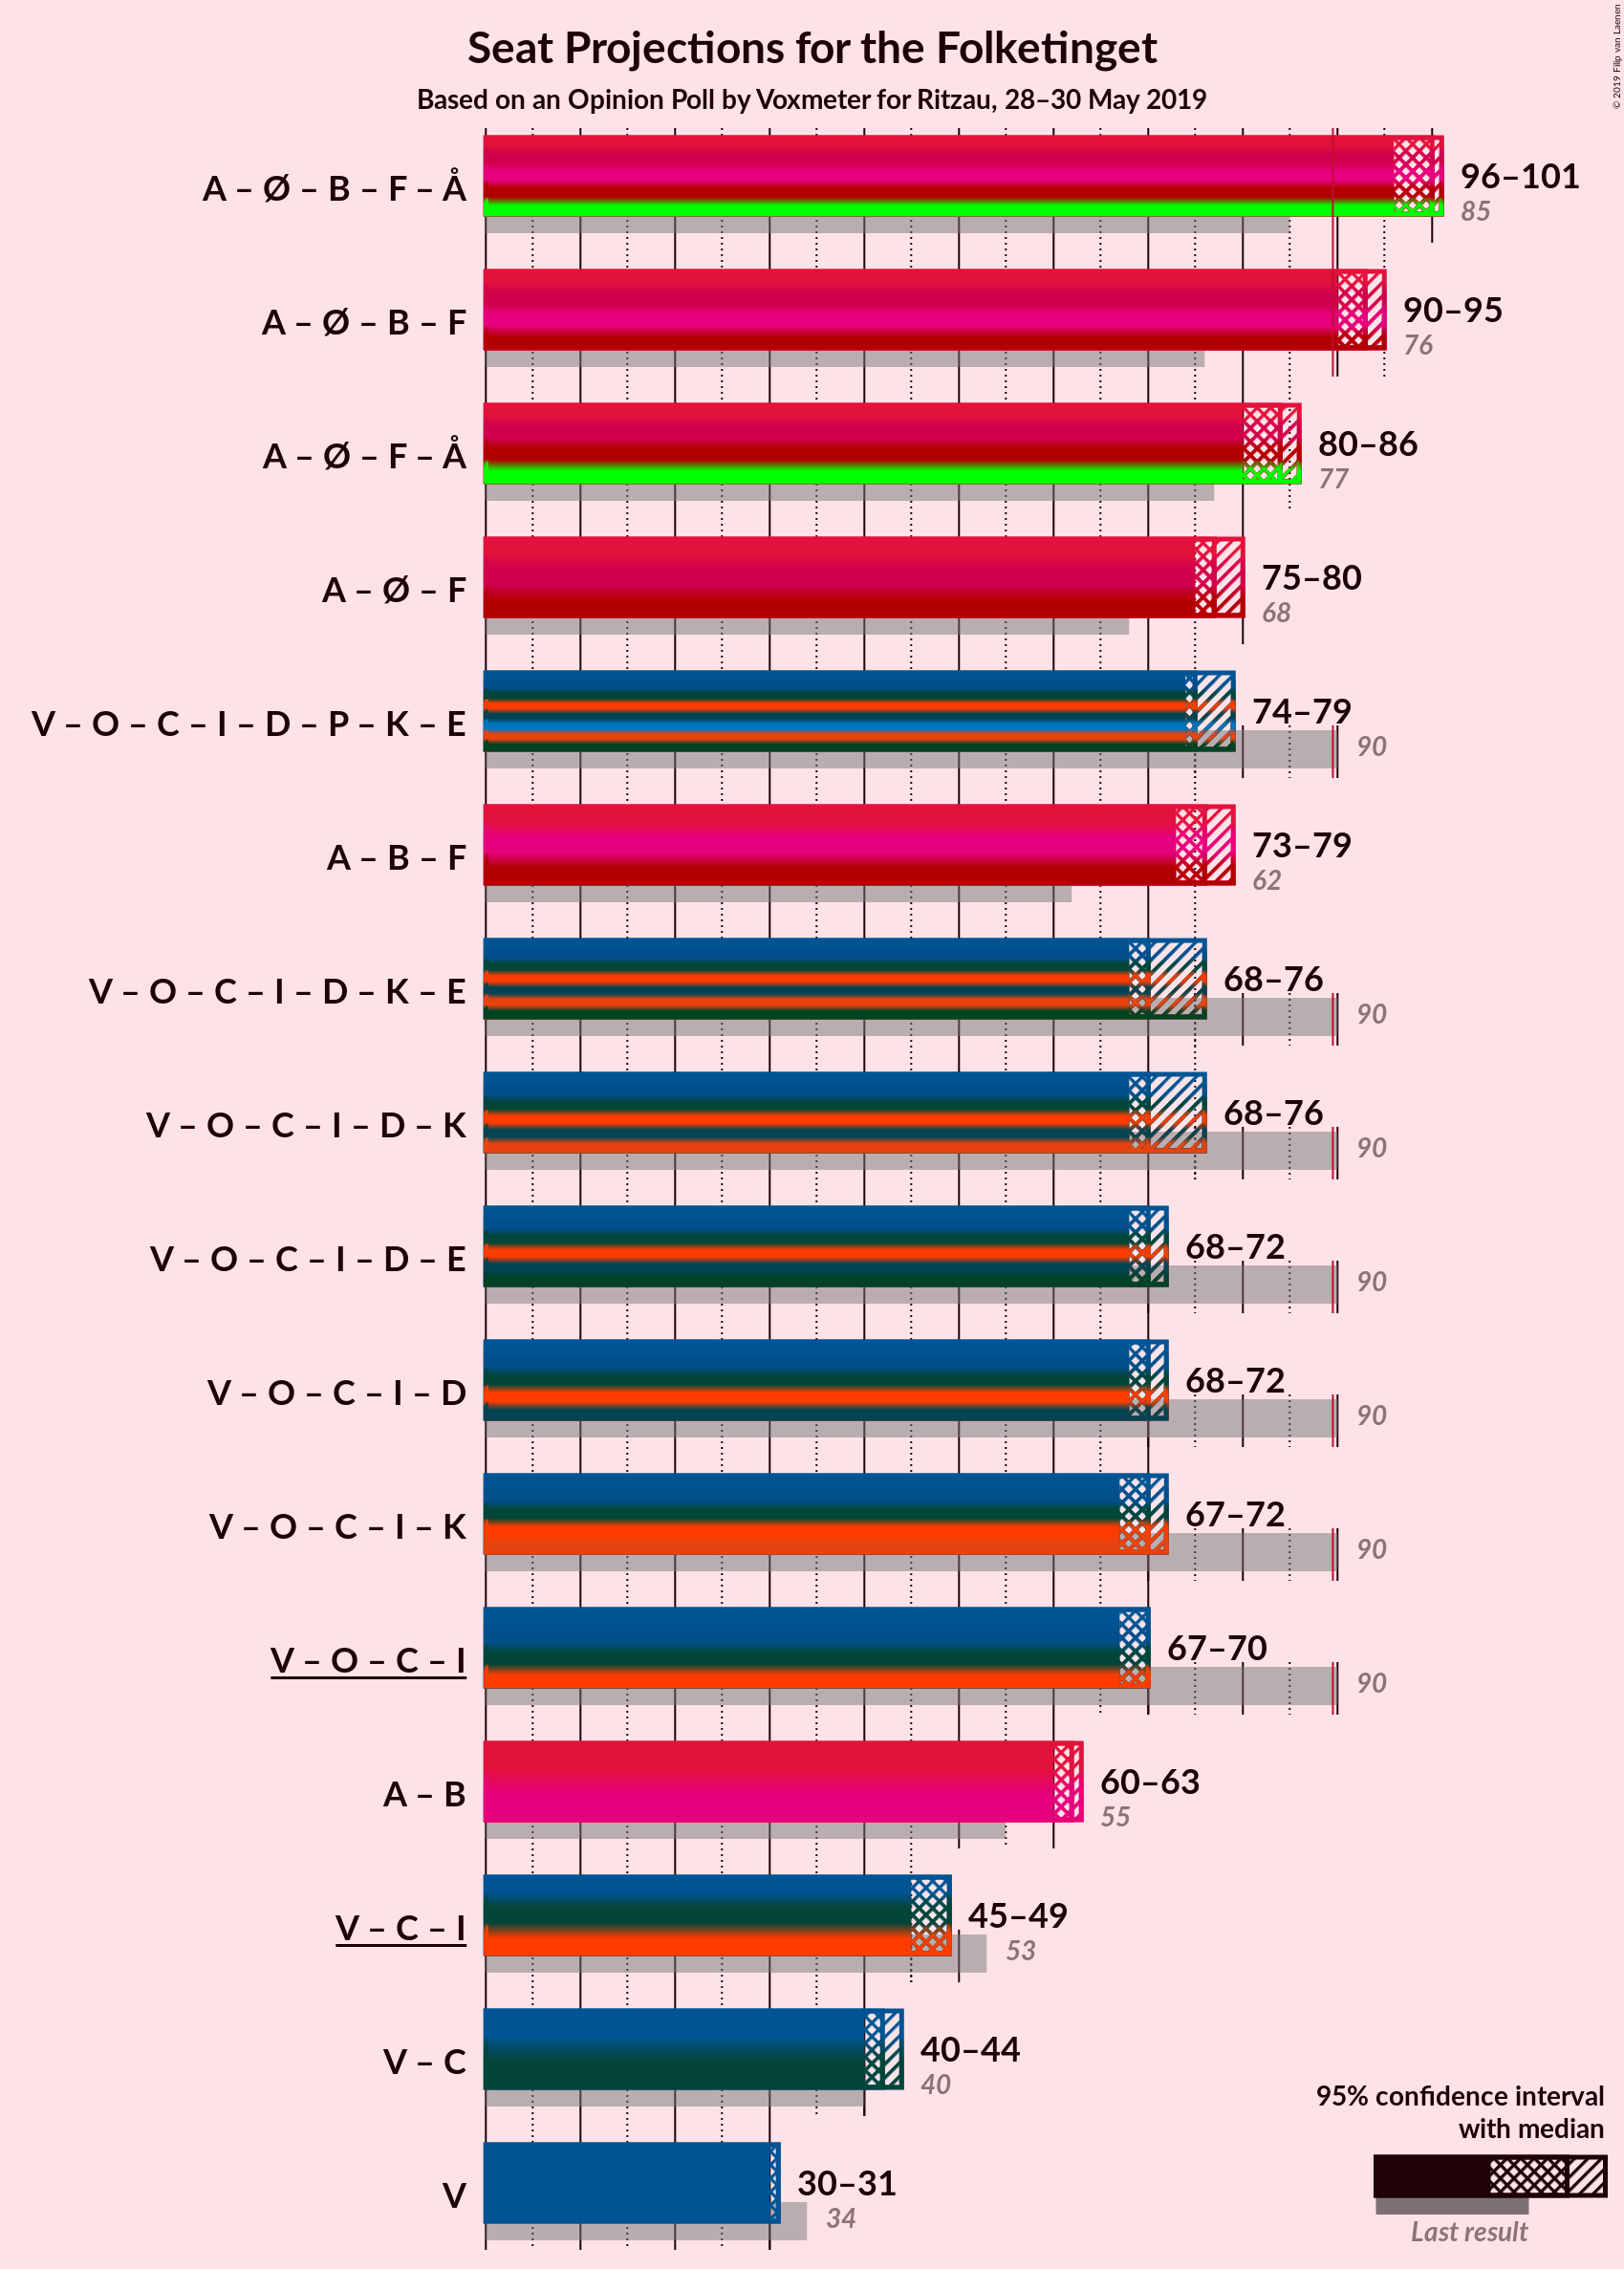 Seat Projections for the Folketinget
Based on an Opinion Poll by Voxmeter for Ritzau, 28–30 May 2019
© 2019 Filip van Laenen
A – Ø – B – F – Å
96–101
85
A – Ø – B – F
90–95
76
A – Ø – F – Å
80–86
77
A – Ø – F
75–80
68
V – O – C – I – D – P – K – E
74–79
90
A – B – F
73–79
62
V – O – C – I – D – K – E
68–76
90
V – O – C – I – D – K
68–76
90
V – O – C – I – D – E
68–72
90
V – O – C – I – D
68–72
90
V – O – C – I – K
67–72
90
V – O – C – I
67–70
90
A – B
60–63
55
V – C – I
45–49
53
V – C
40–44
40
V
30–31
34
95% confidence interval
with median
Last result